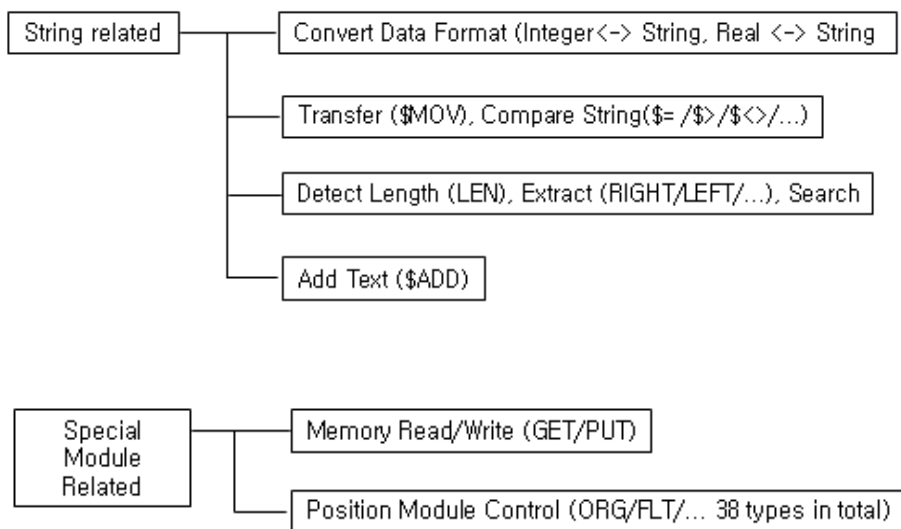 String related
Convert Data Format (Integer<-> String, Real <-> String
Transfer ($MOV), Compare String($= /$>/$<>/...)
Detect Length (LEN), Extract (RIGHT/LEFT/...), Search
Add Text ($ADD)
Special
Module
Related
Memory Read/Write (GET/PUT)
Position Module Control (ORG/FLT/... 38 types in total)